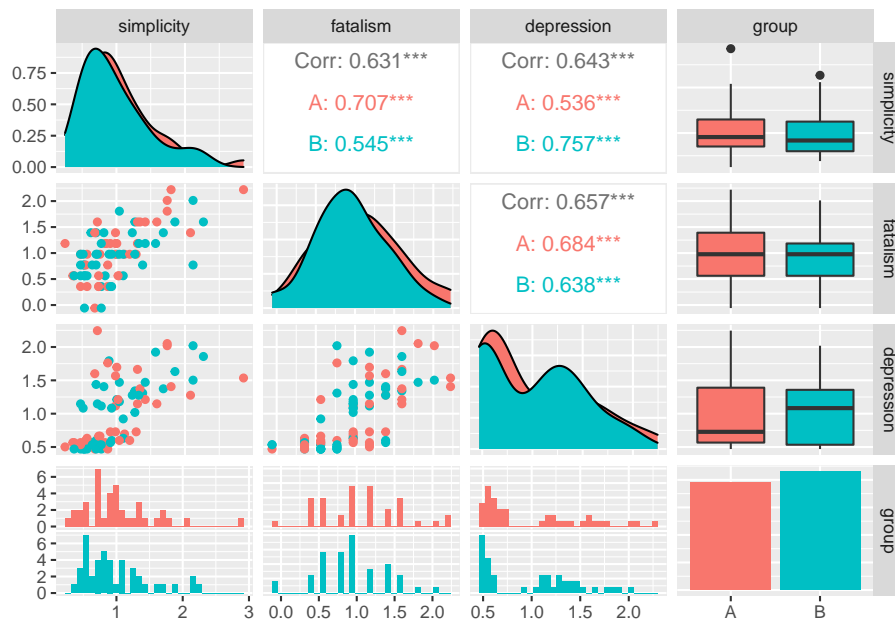 simplicity fatalism depression group
Corr: 0.631*** Corr: 0.643***
A: 0.707*** A: 0.536***
B: 0.545*** B: 0.757***
0.75
0.50
0.25
0.00
simplicity
Corr: 0.657***
A: 0.684***
B: 0.638***
2.0
1.5
1.0
0.5
0.0
fatalism
2.0
1.5
1.0
0.5
depression
6
4
2
0
6
4
2
0
group
1 2 3 0.0 0.5 1.0 1.5 2.0 0.5 1.0 1.5 2.0 A B